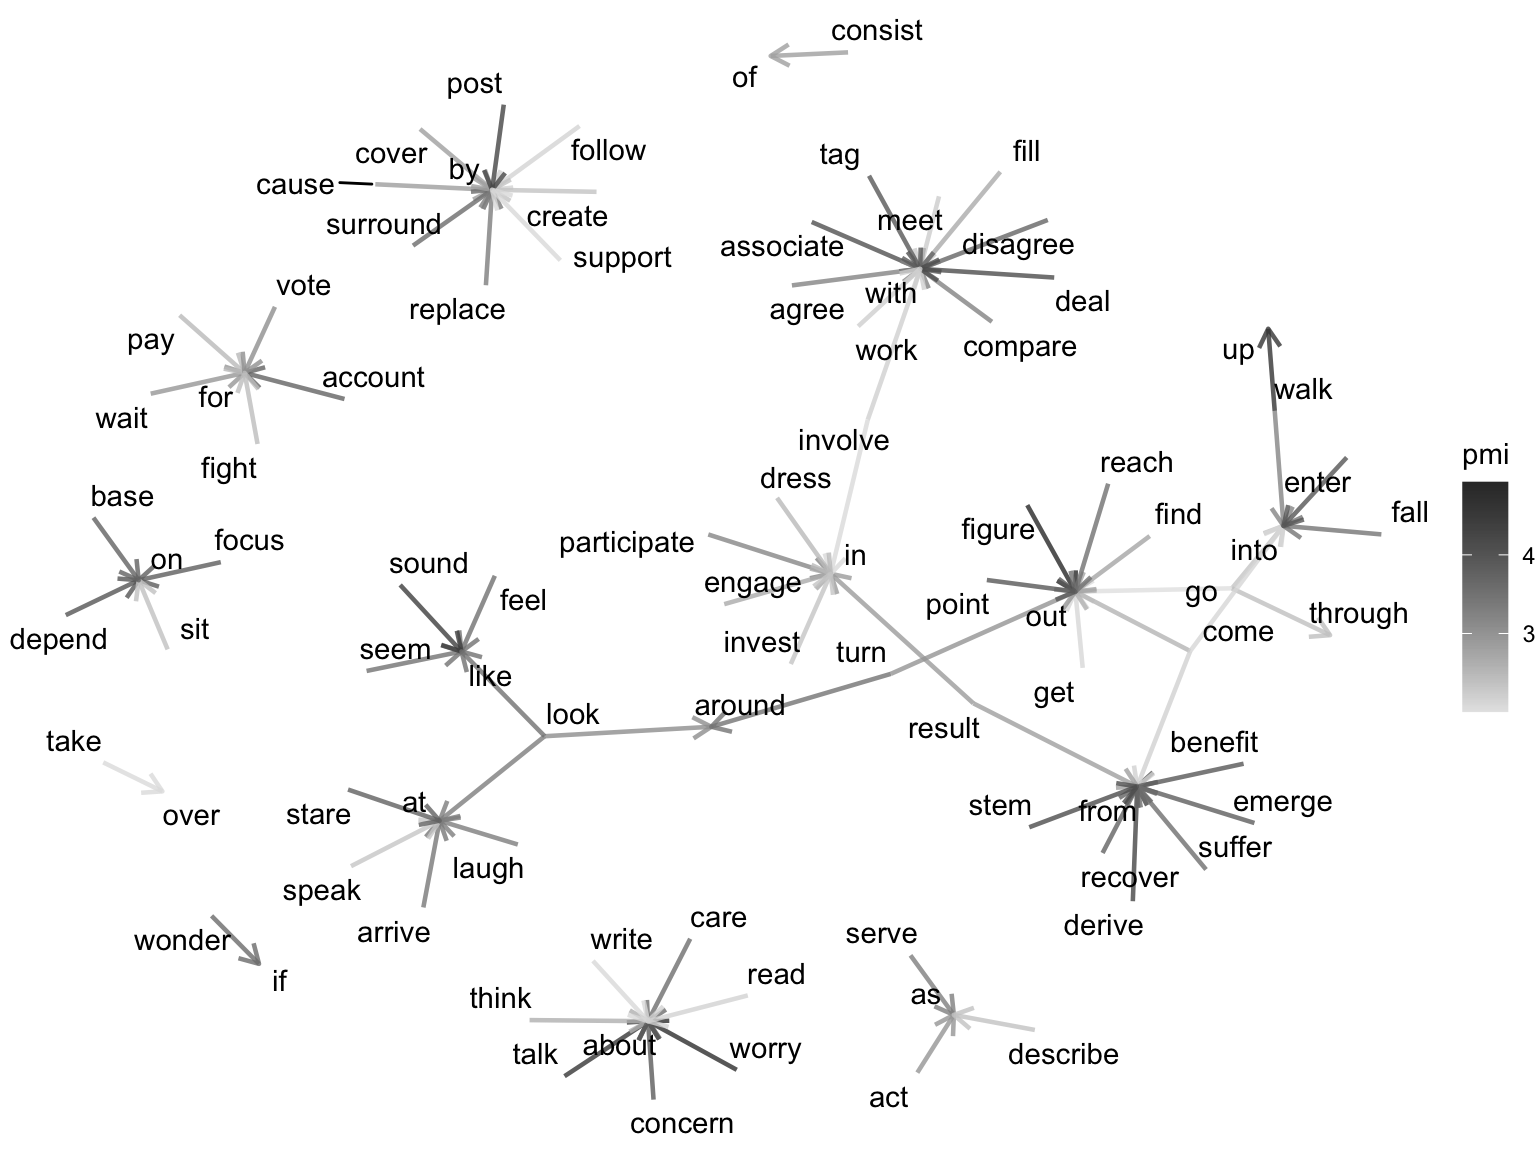 consist
of
post
follow
cover
by
cause
surround
create
support
replace
tag
fill
meet
associate
disagree
with
agree
deal
work
compare
vote
pay
account
for
wait
fight
up
walk
enter
fall
into
involve
dress
in
participate
engage
invest
reach
figure
find
point
out
go
through
come
get
turn
base
on
focus
depend
sit
sound
feel
seem
like
look
around
result
take
over
benefit
stem
from
emerge
suffer
recover
derive
at
stare
laugh
speak
arrive
wonder
if
write
care
think
read
talk
about
worry
concern
serve
as
describe
act
pmi
4
3